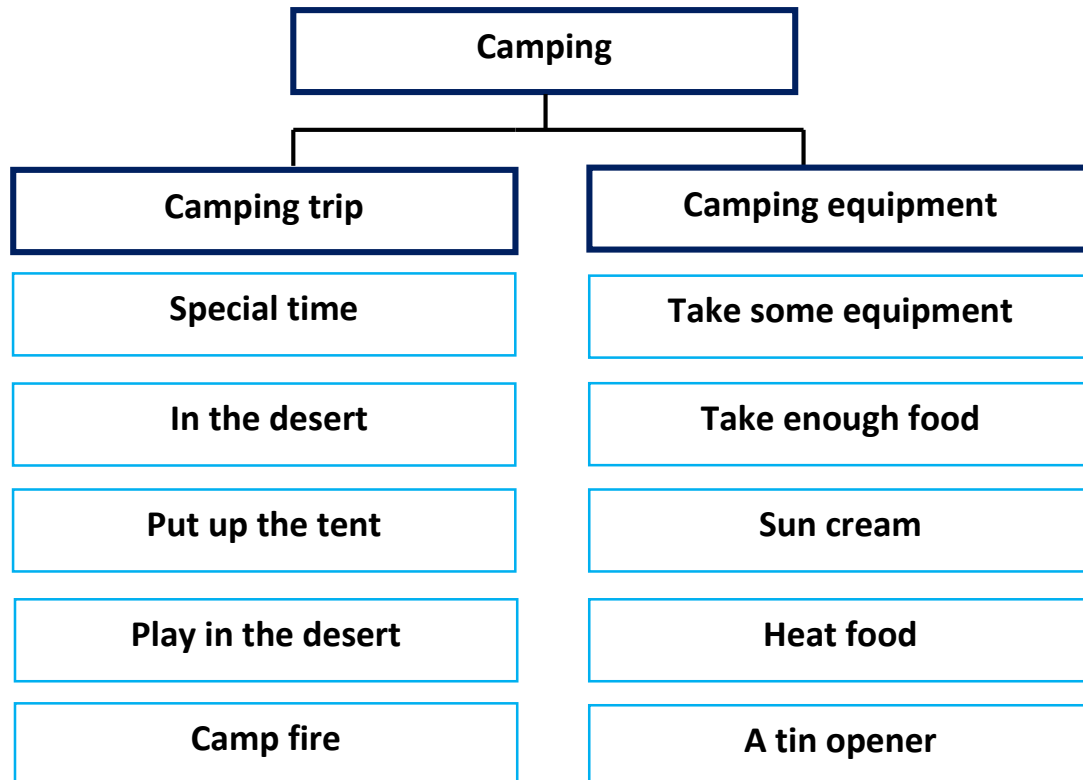 Camping
Camping trip
Special time
In the desert
Put up the tent
Play in the desert
Camp fire
Camping equipment
Take some equipment
Take enough food
Sun cream
Heat food
A tin opener